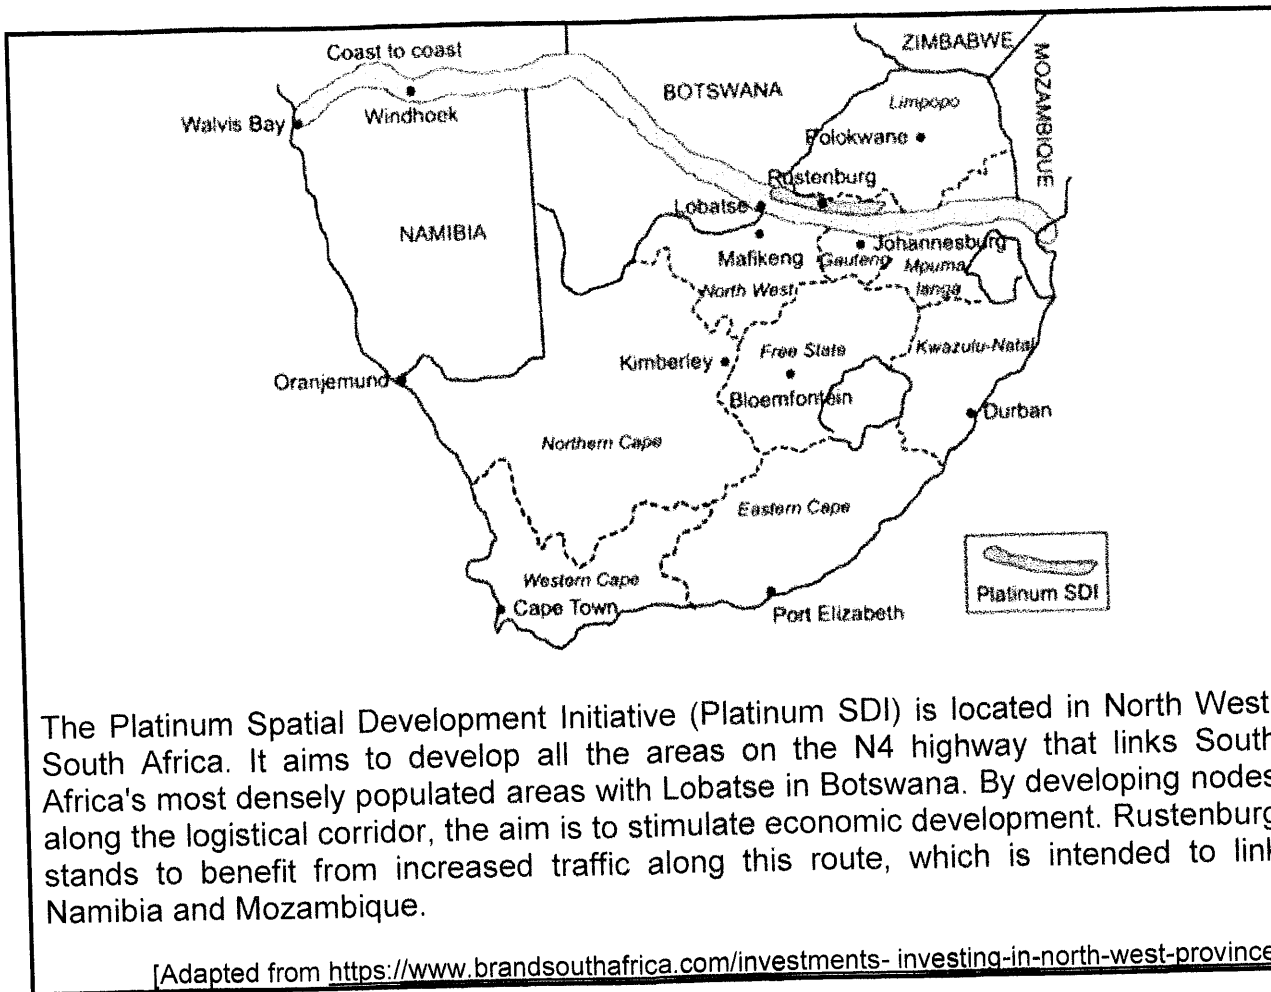 Coast to coast
ZIMBABWE
MOZAMBIQUE
BOTSWANA
Limpopo
Walvis Bay
Windhoek
Polokwane
Rustenburg
Lobatse
NAMIBIA
Johannesburg
Mafikeng
Gauteng
Mpuma
langa
North West
Kimberley
Free State
Kwazulu-Natal
Oranjemund
Bloemfontein
Durban
Northern Cape
Eastern Cape
Western Cape
Platinum SDI
Cape Town
Port Elizabeth
The Platinum Spatial Development Initiative (Platinum SDI) is located in North West
South Africa. It aims to develop all the areas on the N4 highway that links South
Africa's most densely populated areas with Lobatse in Botswana. By developing nodes
along the logistical corridor, the aim is to stimulate economic development. Rustenburg
stands to benefit from increased traffic along this route, which is intended to link
Namibia and Mozambique.
[Adapted from https://www.brandsouthafrica.com/investments- investing-in-north-west-province